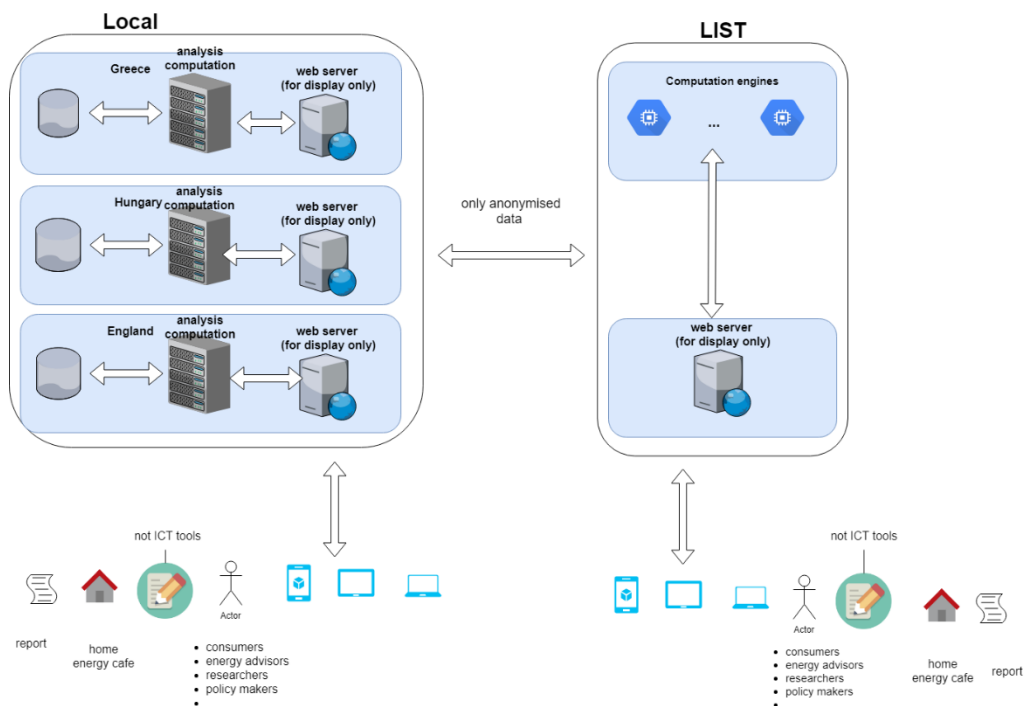 Local
Greece
analysis
computation
web server
(for display only)
Hungary
analysis
computation
web server
(for display only)
England
analysis
computation
web server
(for display only)
only anonymised
data
LIST
Computation engines
...
web server
(for display only)
not ICT tools
Actor
report
home
energy cafe
• consumers
• energy advisors
• researchers
• policy makers
•
not ICT tools
Actor
• consumers
• energy advisors
• researchers
• policy makers
•
home
energy cafe
report